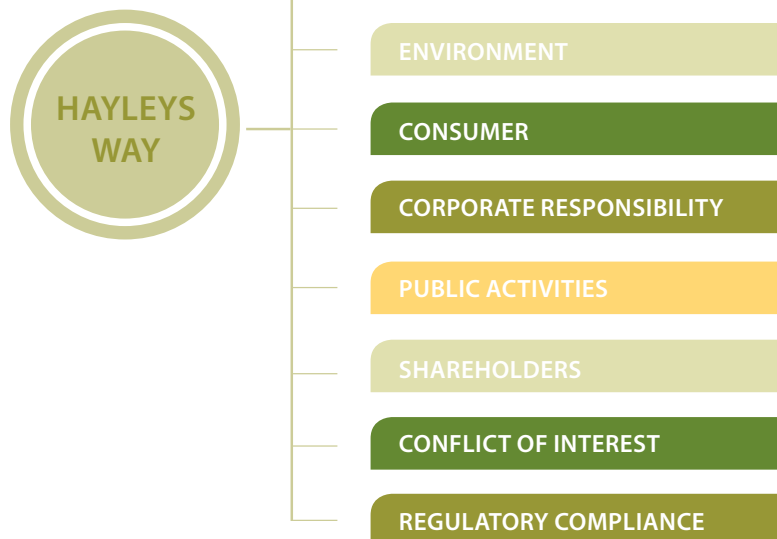 HAYLEYS
WAY
ENVIRONMENT
CONSUMER
CORPORATE RESPONSIBILITY
PUBLIC ACTIVITIES
SHAREHOLDERS
CONFLICT OF INTEREST
REGULATORY COMPLIANCE